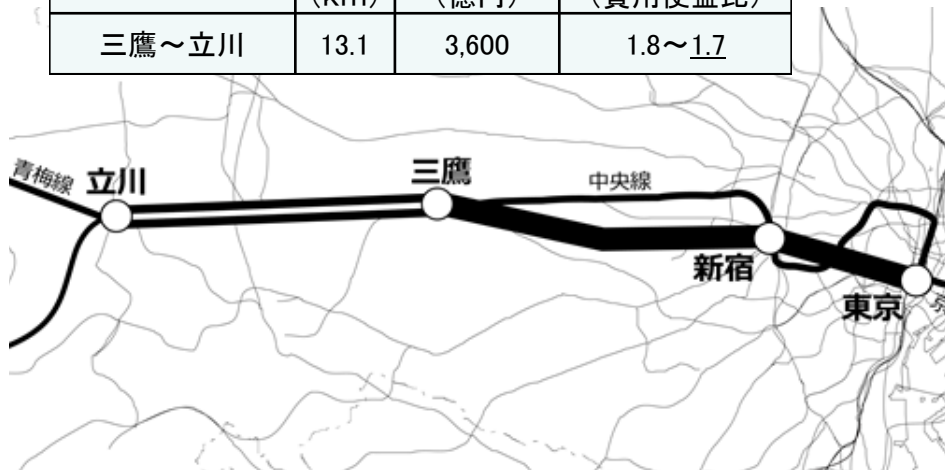 (km) (億円) (費用便益比)
三鷹～立川 13.1 3,600 1.8～1.7
青梅線 立川 三鷹 中央線
新宿
東京